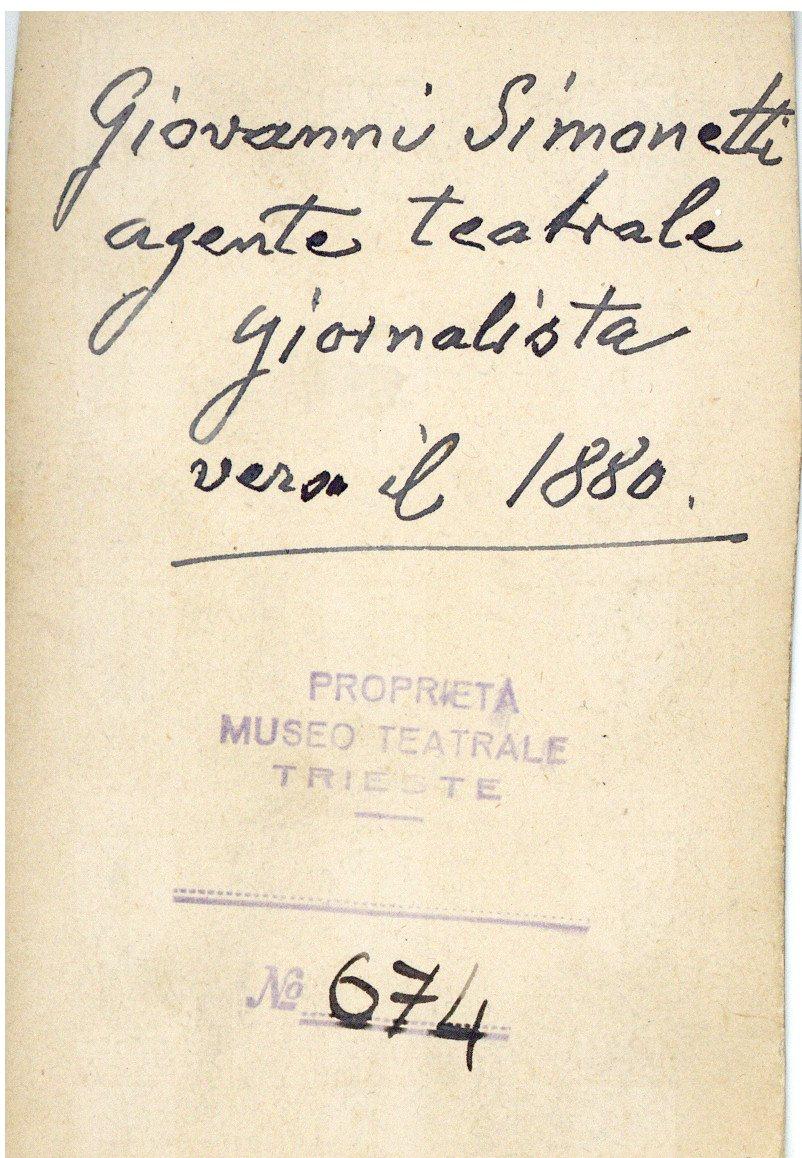 Giovanni Simonetti
agente teatrale
giornalista
verso il 1880.
PROPRIETÀ
MUSEO TEATRALE
TRIESTE
No 674